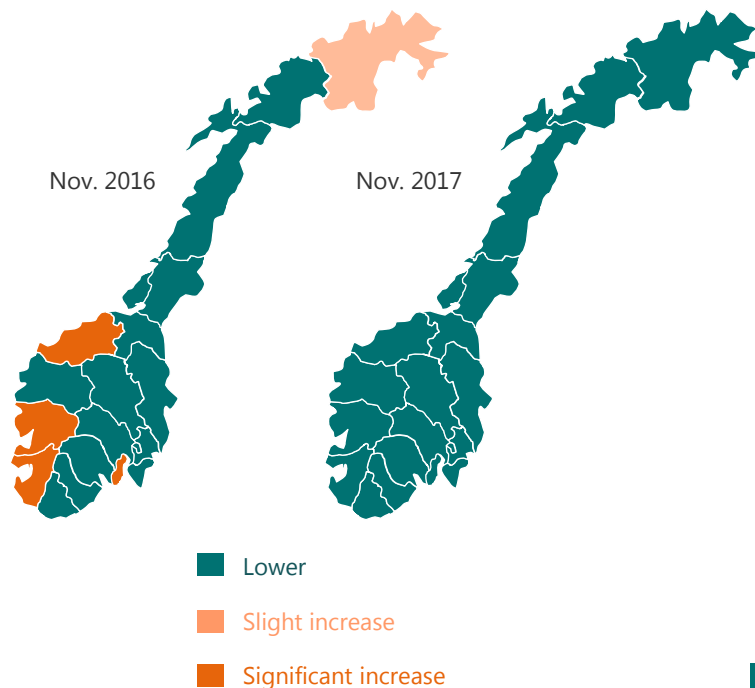 Nov. 2016
Nov. 2017
Lower
Slight increase
Significant increase